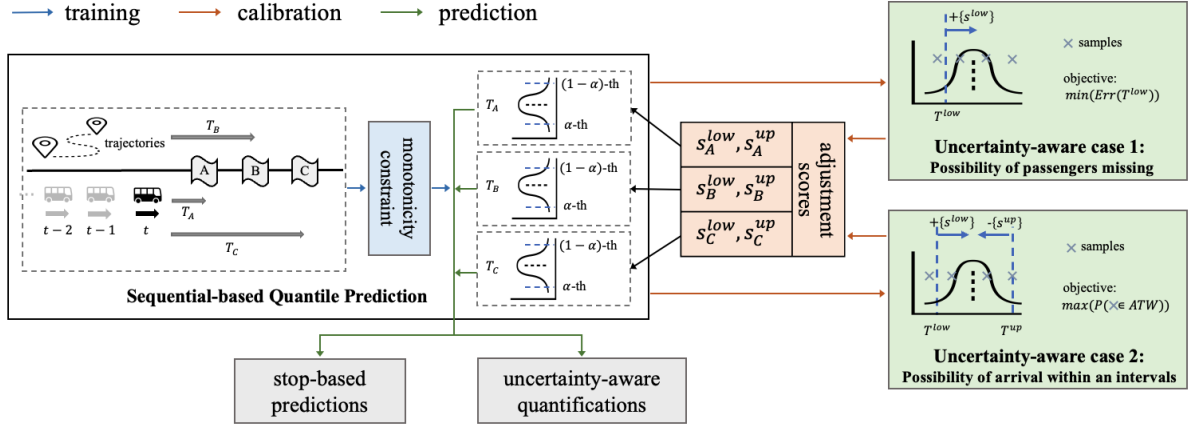 training
calibration
prediction
trajectories
T_B
A
B
C
t − 2
t − 1
t
T_A
T_C
Sequential-based Quantile Prediction
monotonicity
constraint
T_A
(1 − α)-th
α-th
T_B
(1 − α)-th
α-th
T_C
(1 − α)-th
α-th
s_A^{low}, s_A^{up}
s_B^{low}, s_B^{up}
s_C^{low}, s_C^{up}
adjustment
scores
+{s^{low}}
samples
objective:
min(Err(T^{low}))
T^{low}
Uncertainty-aware case 1:
Possibility of passengers missing
+{s^{low}}
-{s^{up}}
samples
objective:
max(P(×∈ ATW))
T^{low}
T^{up}
Uncertainty-aware case 2:
Possibility of arrival within an intervals
stop-based
predictions
uncertainty-aware
quantifications